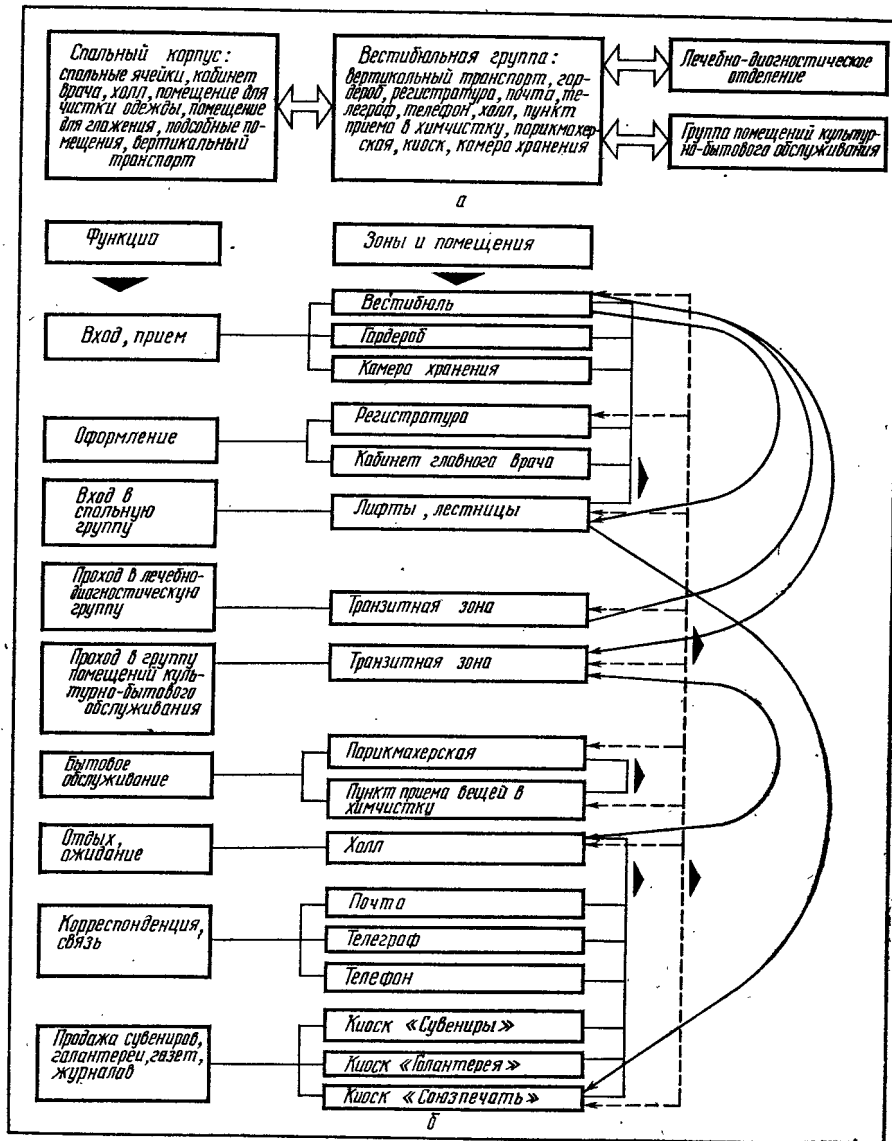 Спальный корпус:
спальные ячейки, кабинет
врача, холл, помещение для
чистки одежды, помещение
для глажения, подсобные по-
мещения, вертикальный
транспорт
Вестибюльная группа:
вертикальный транспорт, гар-
дероб, регистратура, почта, те-
леграф, телефон, холл, пункт
приема в химчистку, парикмахер-
ская, киоск, камера хранения
Лечебно-диагностическое
отделение
Группа помещений культур-
но-бытового обслуживания
а
Функциа
Зоны и помещения
Вход, прием
Вестибюль
Гардероб
Камера хранения
Оформление
Регистратура
Кабинет главного врача
Вход в
спальную
группу
Лифты, лестницы
Проход в лечебно-
диагностическую
группу
Транзитная зона
Проход в группу
помещений куль-
турно-бытового
обслуживания
Транзитная зона
Бытовое
обслуживание
Парикмахерская
Пункт приема вещей в
химчистку
Отдых,
ожидание
Холл
Корреспонденция,
связь
Почта
Телеграф
Телефон
Продажа сувениров,
галантереи, газет,
журналов
Киоск «Сувениры»
Киоск «Галантерея»
Киоск «Союзпечать»
б